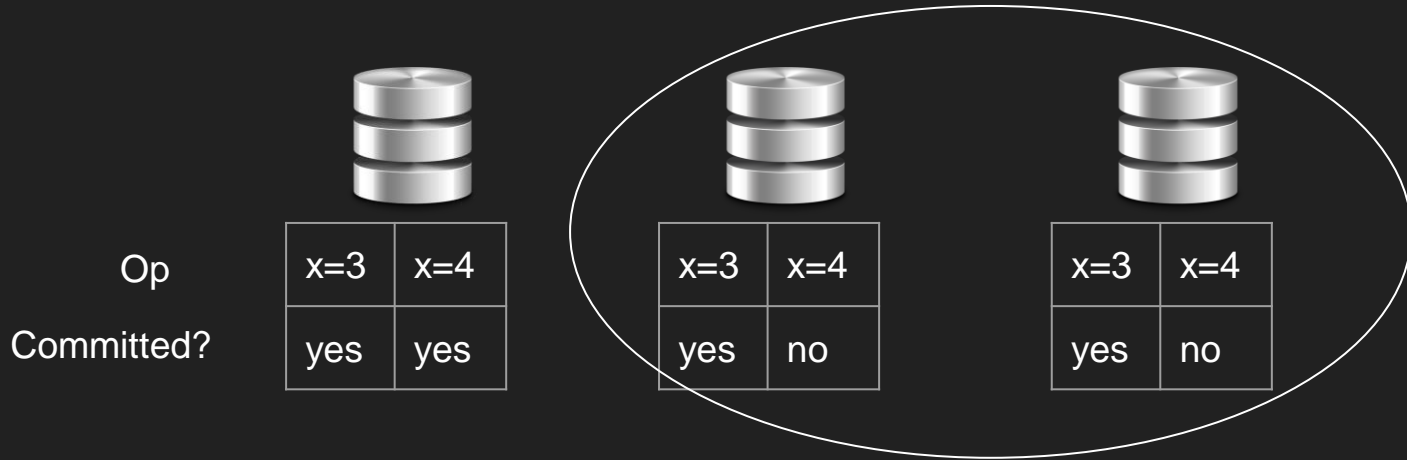 Op x=3 x=4 x=3 x=4 x=3 x=4
Committed? yes yes yes no yes no